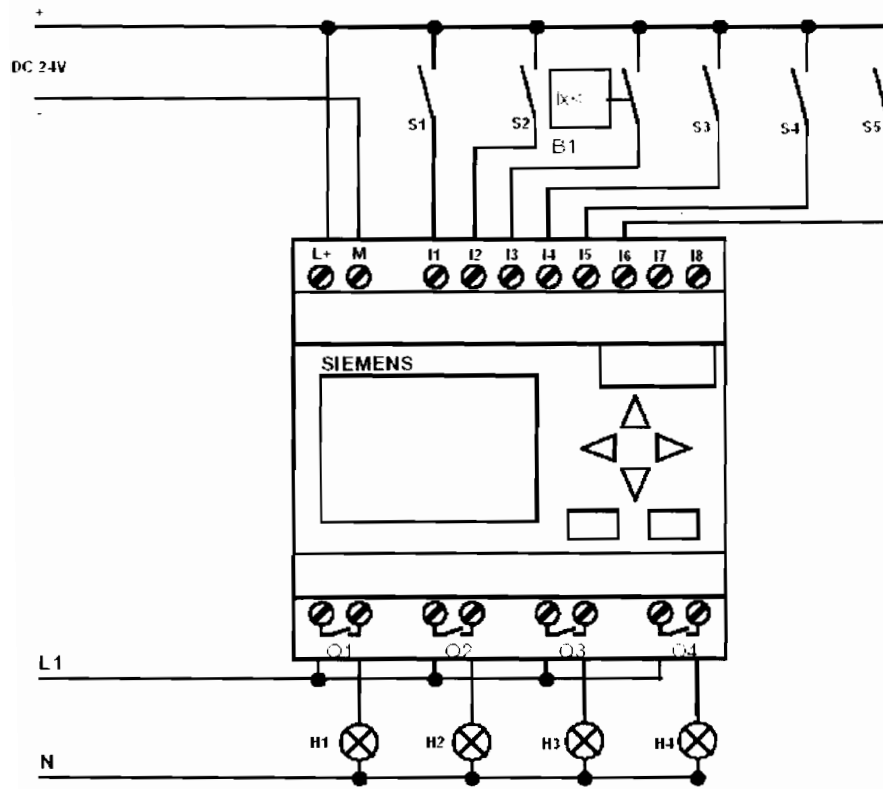 +
DC 24V
-
S1
S2
B1
S3
S4
S5
L+ M I1 I2 I3 I4 I5 I6 I7 I8
SIEMENS
Q1 Q2 Q3 Q4
L1
H1 H2 H3 H4
N